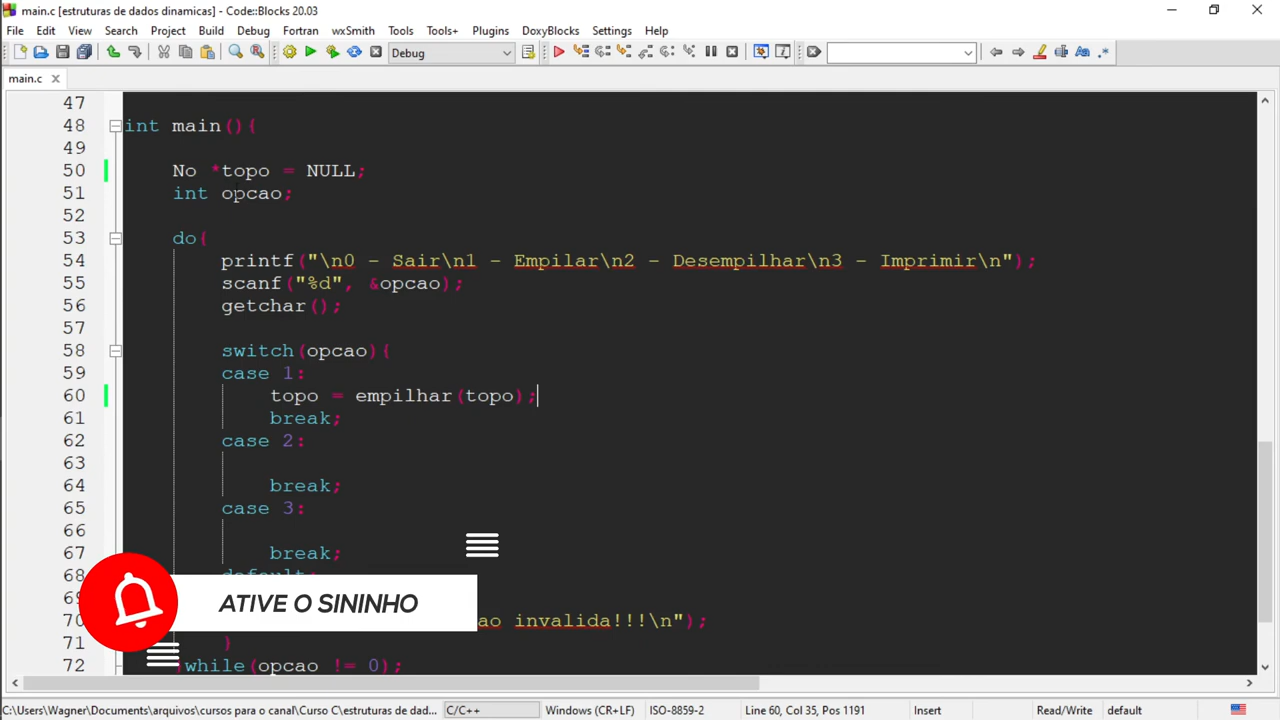 main.c [estruturas de dados dinamicas] - Code::Blocks 20.03
File Edit View Search Project Build Debug Fortran wxSmith Tools Tools+ Plugins DoxyBlocks Settings Help
Debug
main.c
47
48 int main(){
49
50 No *topo = NULL;
51 int opcao;
52
53 do{
54 printf("\n0 - Sair\n1 - Empilar\n2 - Desempilhar\n3 - Imprimir\n");
55 scanf("%d", &opcao);
56 getchar();
57
58 switch(opcao){
59 case 1:
60 topo = empilhar(topo);
61 break;
62 case 2:
63
64 break;
65 case 3:
66
67 break;
68 default:
69
70 ao invalida!!!\n");
71 }
72 }while(opcao != 0);
ATIVE O SININHO
C:\Users\Wagner\Documents\arquivos\cursos para o canal\Curso C\estruturas de dad... C/C++ Windows (CR+LF) ISO-8859-2 Line 60, Col 35, Pos 1191 Insert Read/Write default